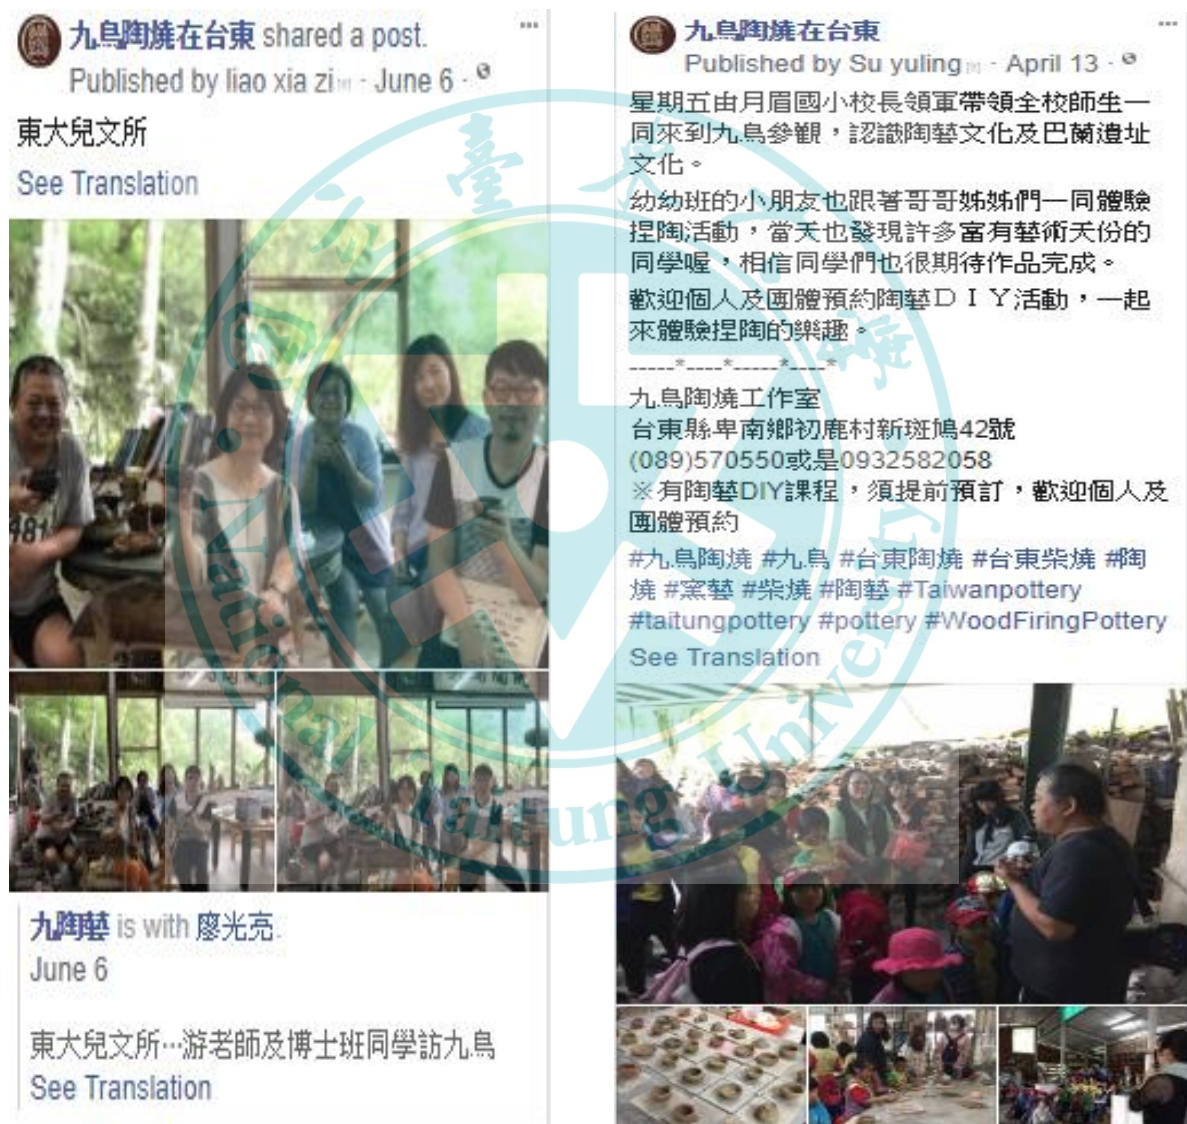 九鳥陶燒在台東 shared a post.
Published by liao xia zi · June 6 ·
東大兒文所
See Translation
九陶藝 is with 廖光亮.
June 6
東大兒文所…游老師及博士班同學訪九鳥
See Translation
九鳥陶燒在台東
Published by Su yuling · April 13 ·
星期五由月眉國小校長領軍帶領全校師生一
同來到九鳥參觀，認識陶藝文化及巴蘭遺址
文化。
幼幼班的小朋友也跟著哥哥姊姊們一同體驗
捏陶活動，當天也發現許多富有藝術天份的
同學喔，相信同學們也很期待作品完成。
歡迎個人及團體預約陶藝ＤＩＹ活動，一起
來體驗捏陶的樂趣。
-----*----*-----*----*
九鳥陶燒工作室
台東縣卑南鄉初鹿村新斑鳩42號
(089)570550或是0932582058
※有陶藝DIY課程，須提前預訂，歡迎個人及
團體預約
#九鳥陶燒 #九鳥 #台東陶燒 #台東柴燒 #陶
燒 #窯藝 #柴燒 #陶藝 #Taiwanpottery
#taitungpottery #pottery #WoodFiringPottery
See Translation
國立臺東大學
National Taitung University